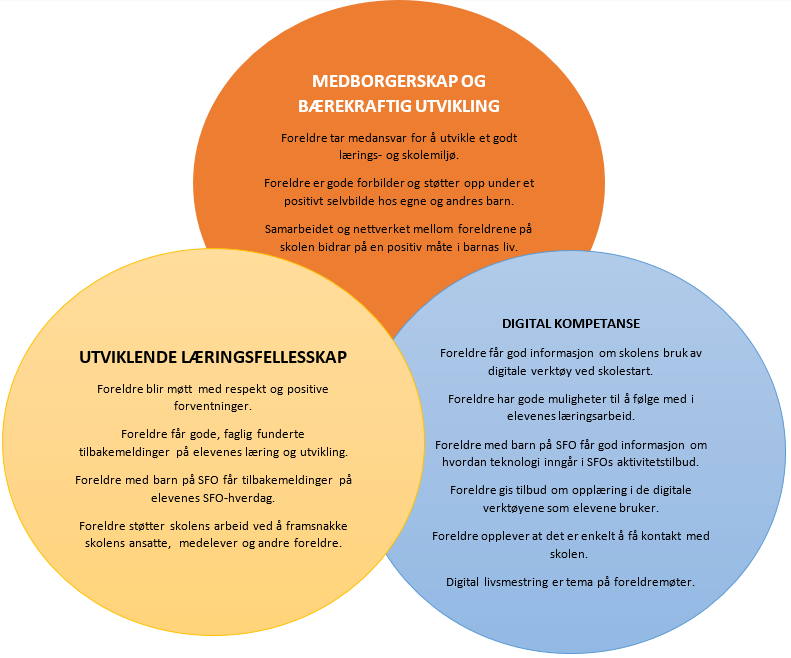 MEDBORGERSKAP OG
BÆREKRAFTIG UTVIKLING
Foreldre tar medansvar for å utvikle et godt
lærings- og skolemiljø.
Foreldre er gode forbilder og støtter opp under et
positivt selvbilde hos egne og andres barn.
Samarbeidet og nettverket mellom foreldrene på
skolen bidrar på en positiv måte i barnas liv.
UTVIKLENDE LÆRINGSFELLESSKAP
Foreldre blir møtt med respekt og positive
forventninger.
Foreldre får gode, faglig funderte
tilbakemeldinger på elevenes læring og utvikling.
Foreldre med barn på SFO får tilbakemeldinger på
elevenes SFO-hverdag.
Foreldre støtter skolens arbeid ved å framsnakke
skolens ansatte, medelever og andre foreldre.
DIGITAL KOMPETANSE
Foreldre får god informasjon om skolens bruk av
digitale verktøy ved skolestart.
Foreldre har gode muligheter til å følge med i
elevenes læringsarbeid.
Foreldre med barn på SFO får god informasjon om
hvordan teknologi inngår i SFOs aktivitetstilbud.
Foreldre gis tilbud om opplæring i de digitale
verktøyene som elevene bruker.
Foreldre opplever at det er enkelt å få kontakt med
skolen.
Digital livsmestring er tema på foreldremøter.